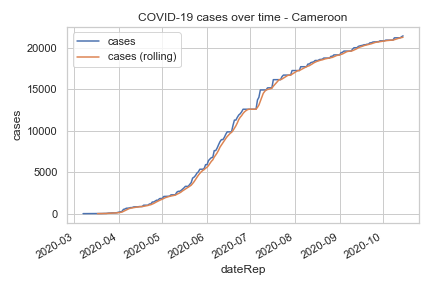 COVID-19 cases over time - Cameroon
cases
cases (rolling)
20000
15000
10000
5000
0
cases
2020-03
2020-04
2020-05
2020-06
2020-07
2020-08
2020-09
2020-10
dateRep